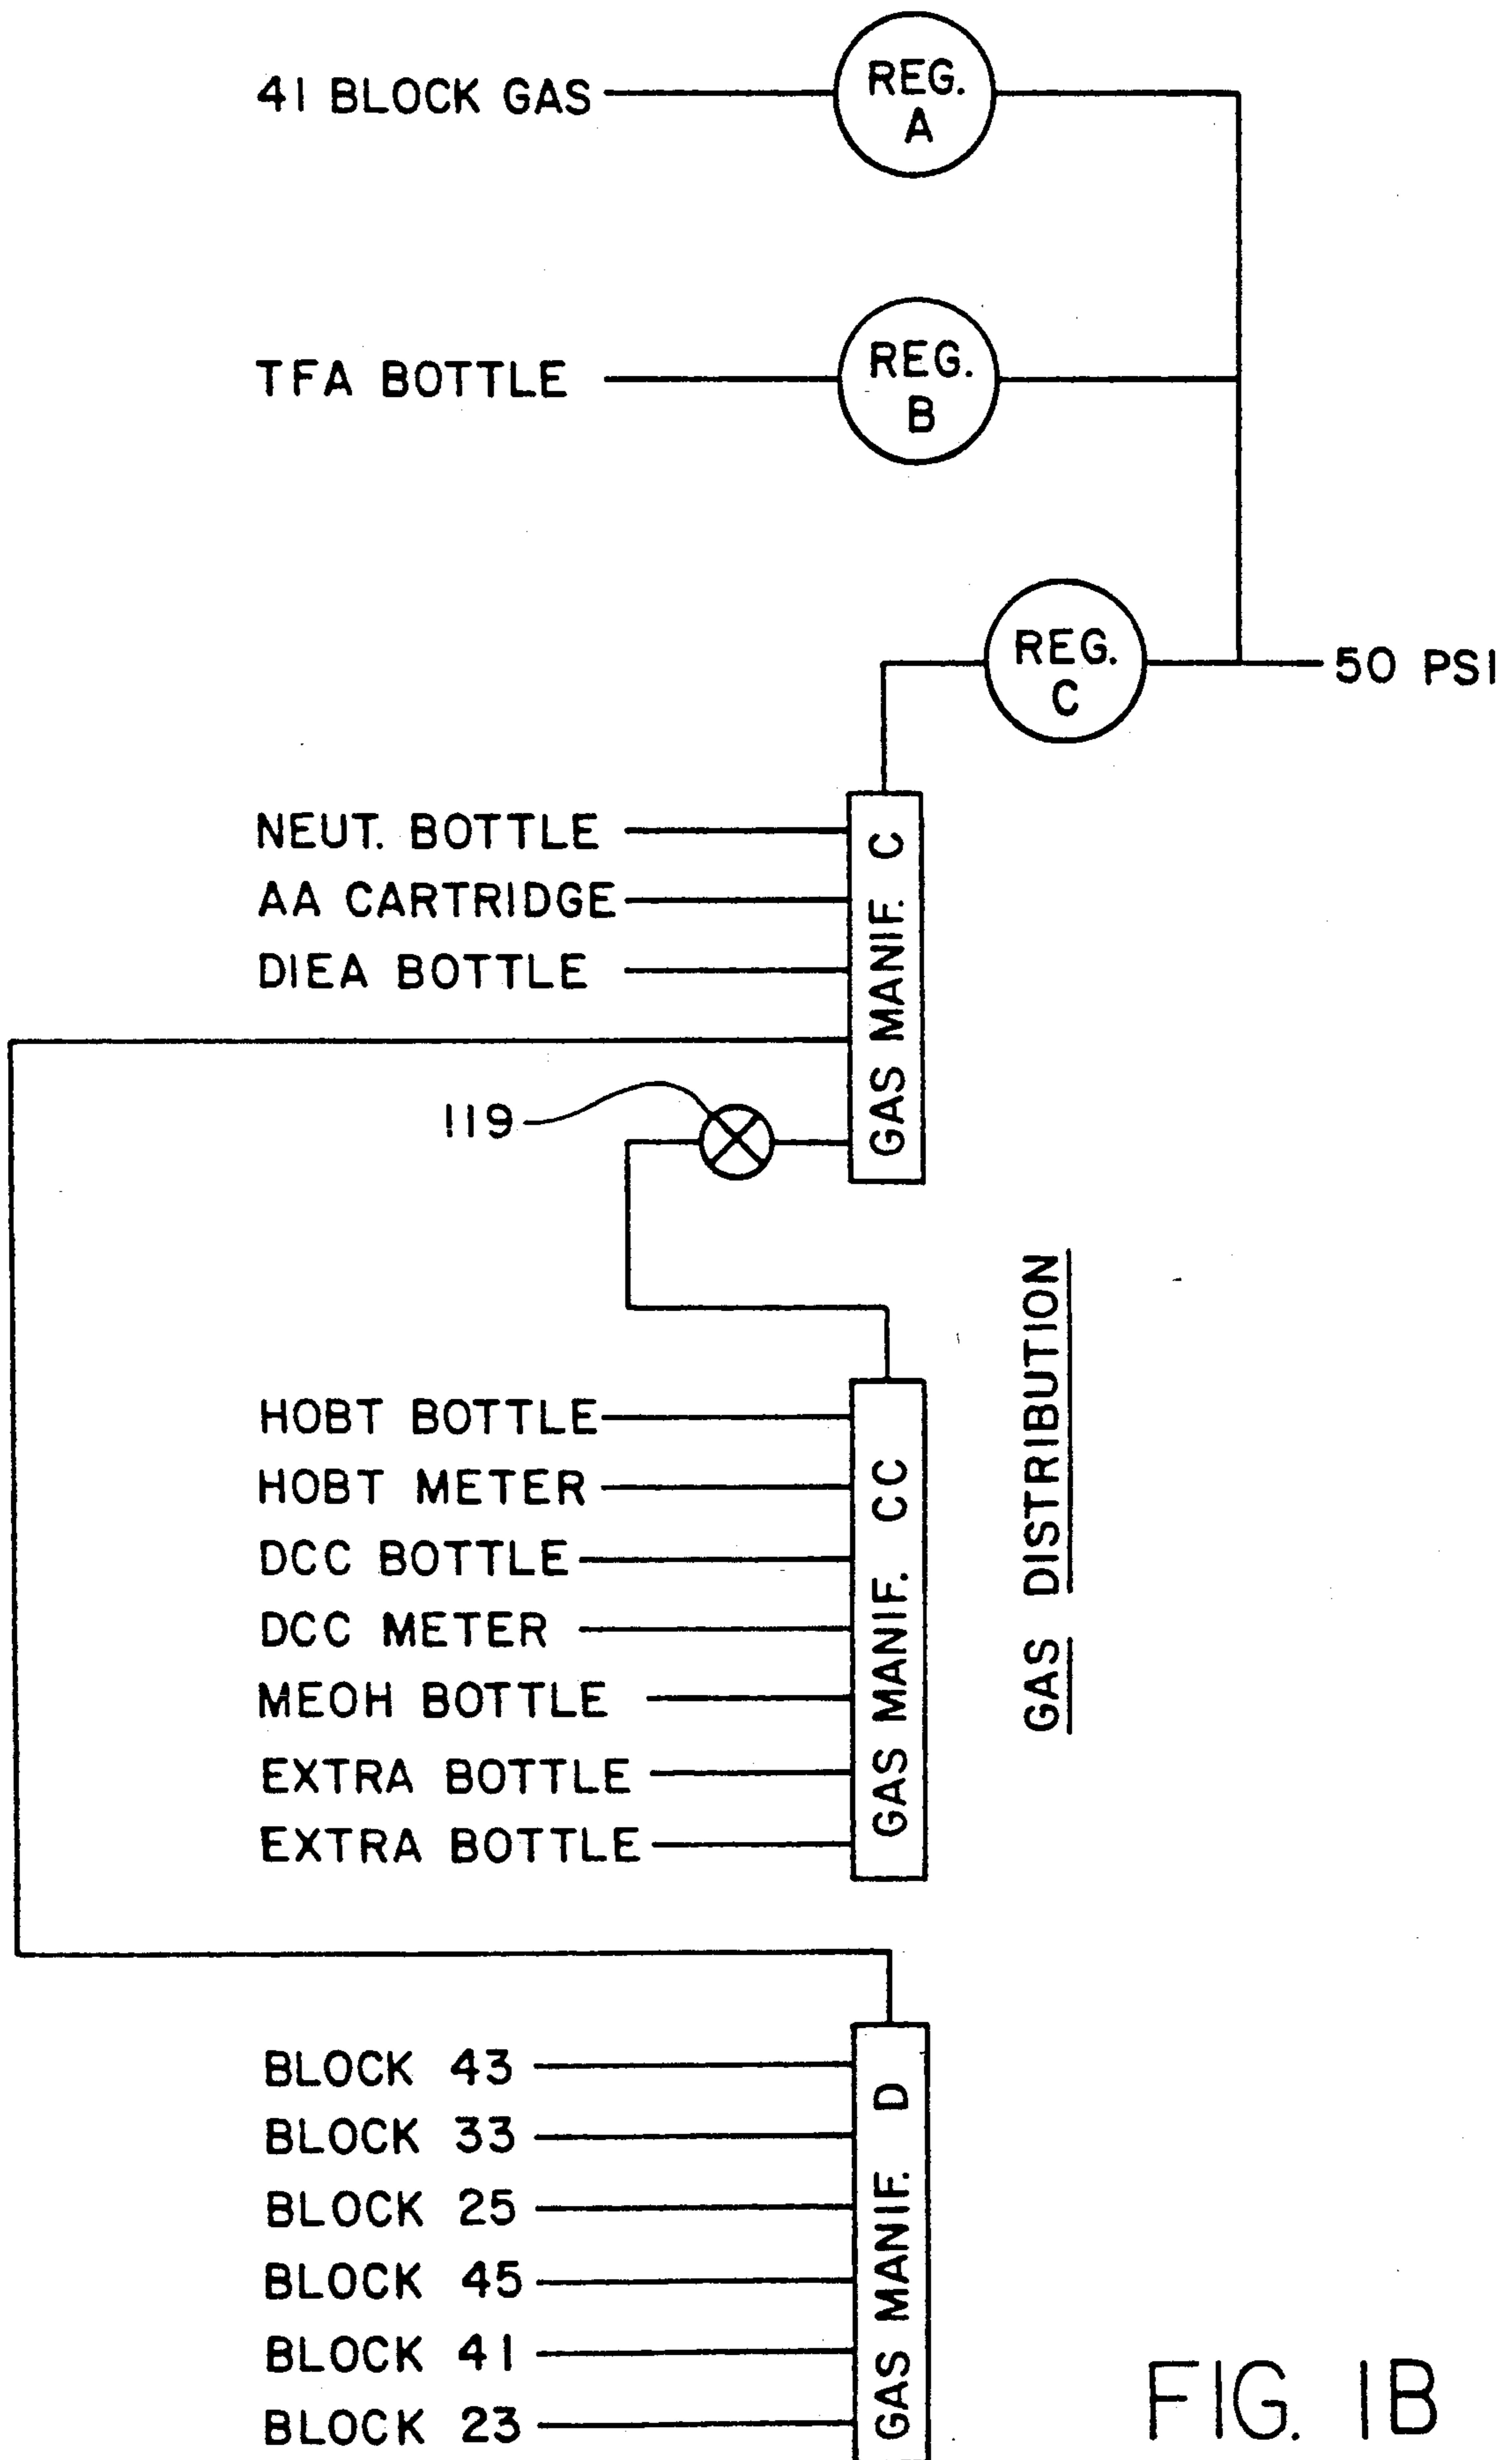 41 BLOCK GAS
REG.
A
TFA BOTTLE
REG.
B
REG.
C
50 PSI
NEUT. BOTTLE
AA CARTRIDGE
DIEA BOTTLE
GAS MANIF. C
119
HOBT BOTTLE
HOBT METER
DCC BOTTLE
DCC METER
MEOH BOTTLE
EXTRA BOTTLE
EXTRA BOTTLE
GAS MANIF. CC
GAS DISTRIBUTION
BLOCK 43
BLOCK 33
BLOCK 25
BLOCK 45
BLOCK 41
BLOCK 23
GAS MANIF. D
FIG. 1B